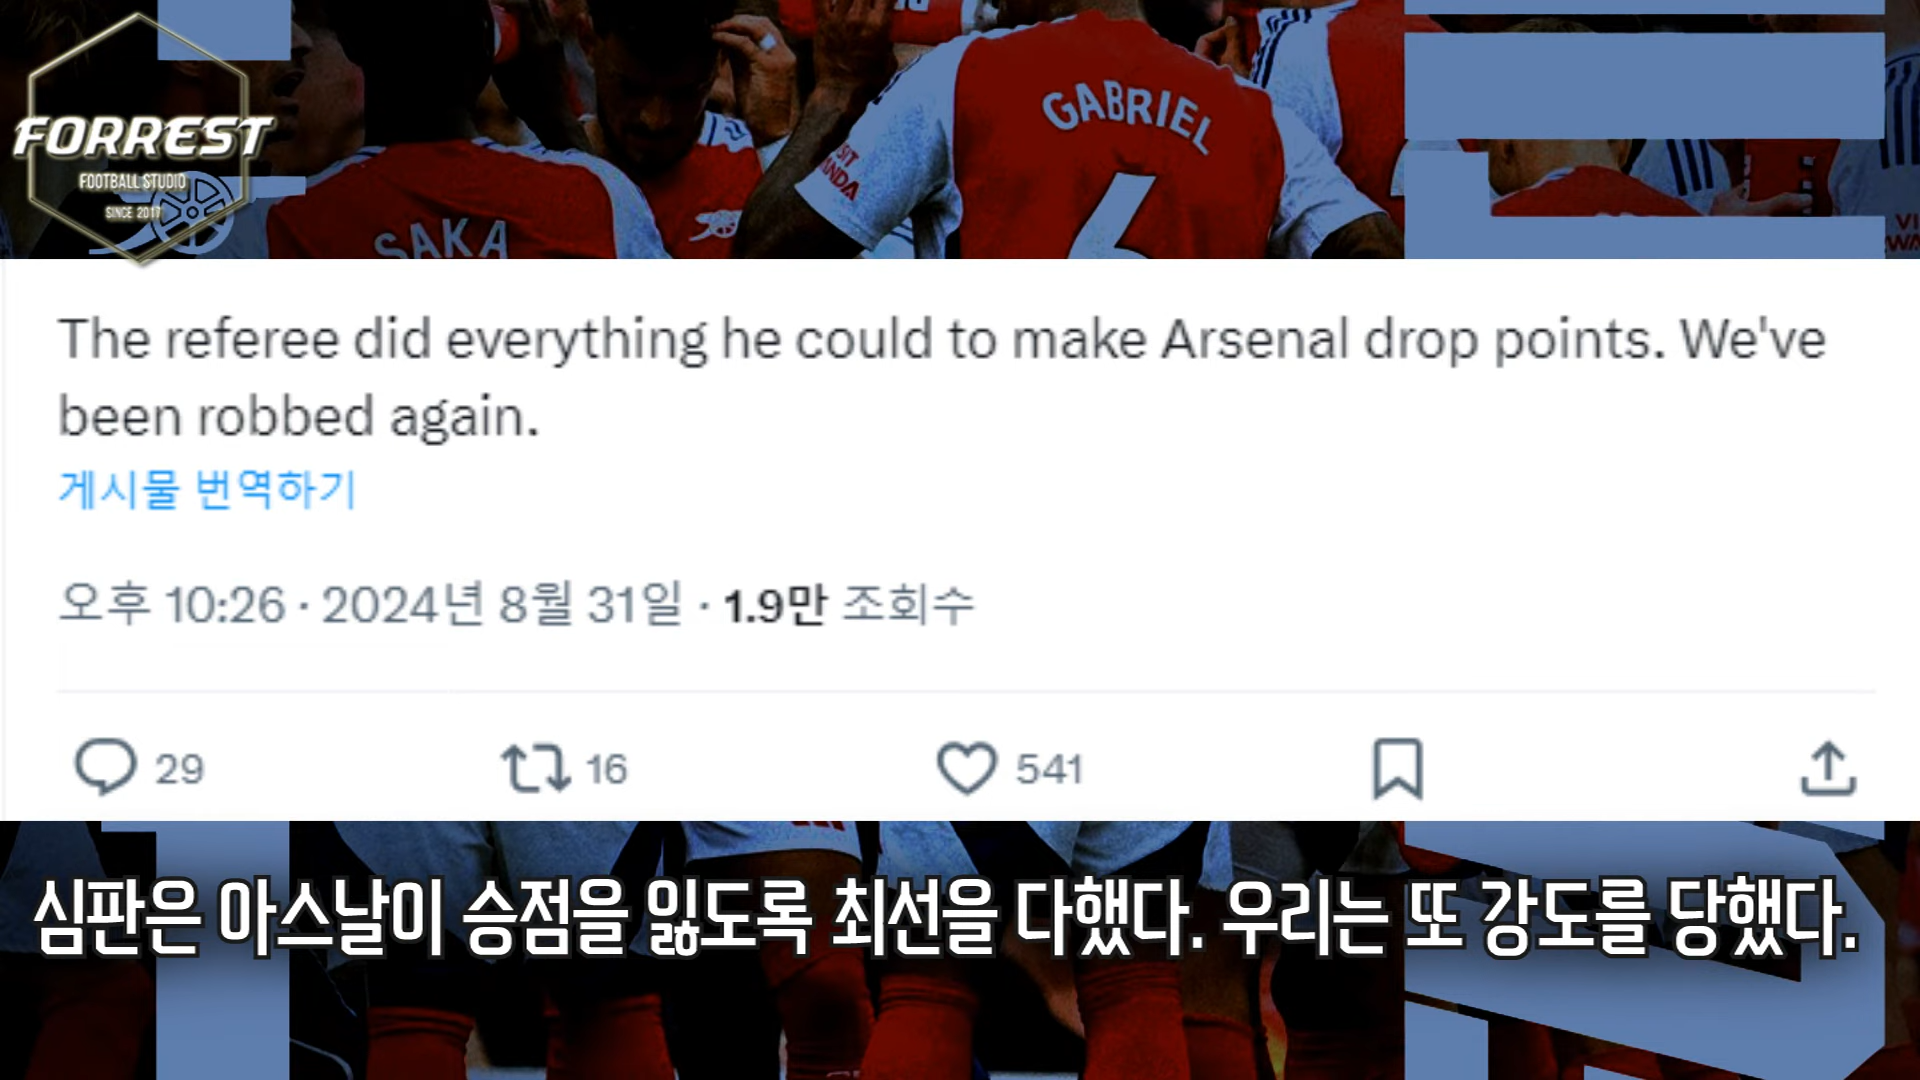 FORREST
FOOTBALL STUDIO
SINCE 2017
SAKA
GABRIEL
6
The referee did everything he could to make Arsenal drop points. We've
been robbed again.
게시물 번역하기
오후 10:26 · 2024년 8월 31일 · 1.9만 조회수
29 16 541
심판은 아스날이 승점을 잃도록 최선을 다했다. 우리는 또 강도를 당했다.